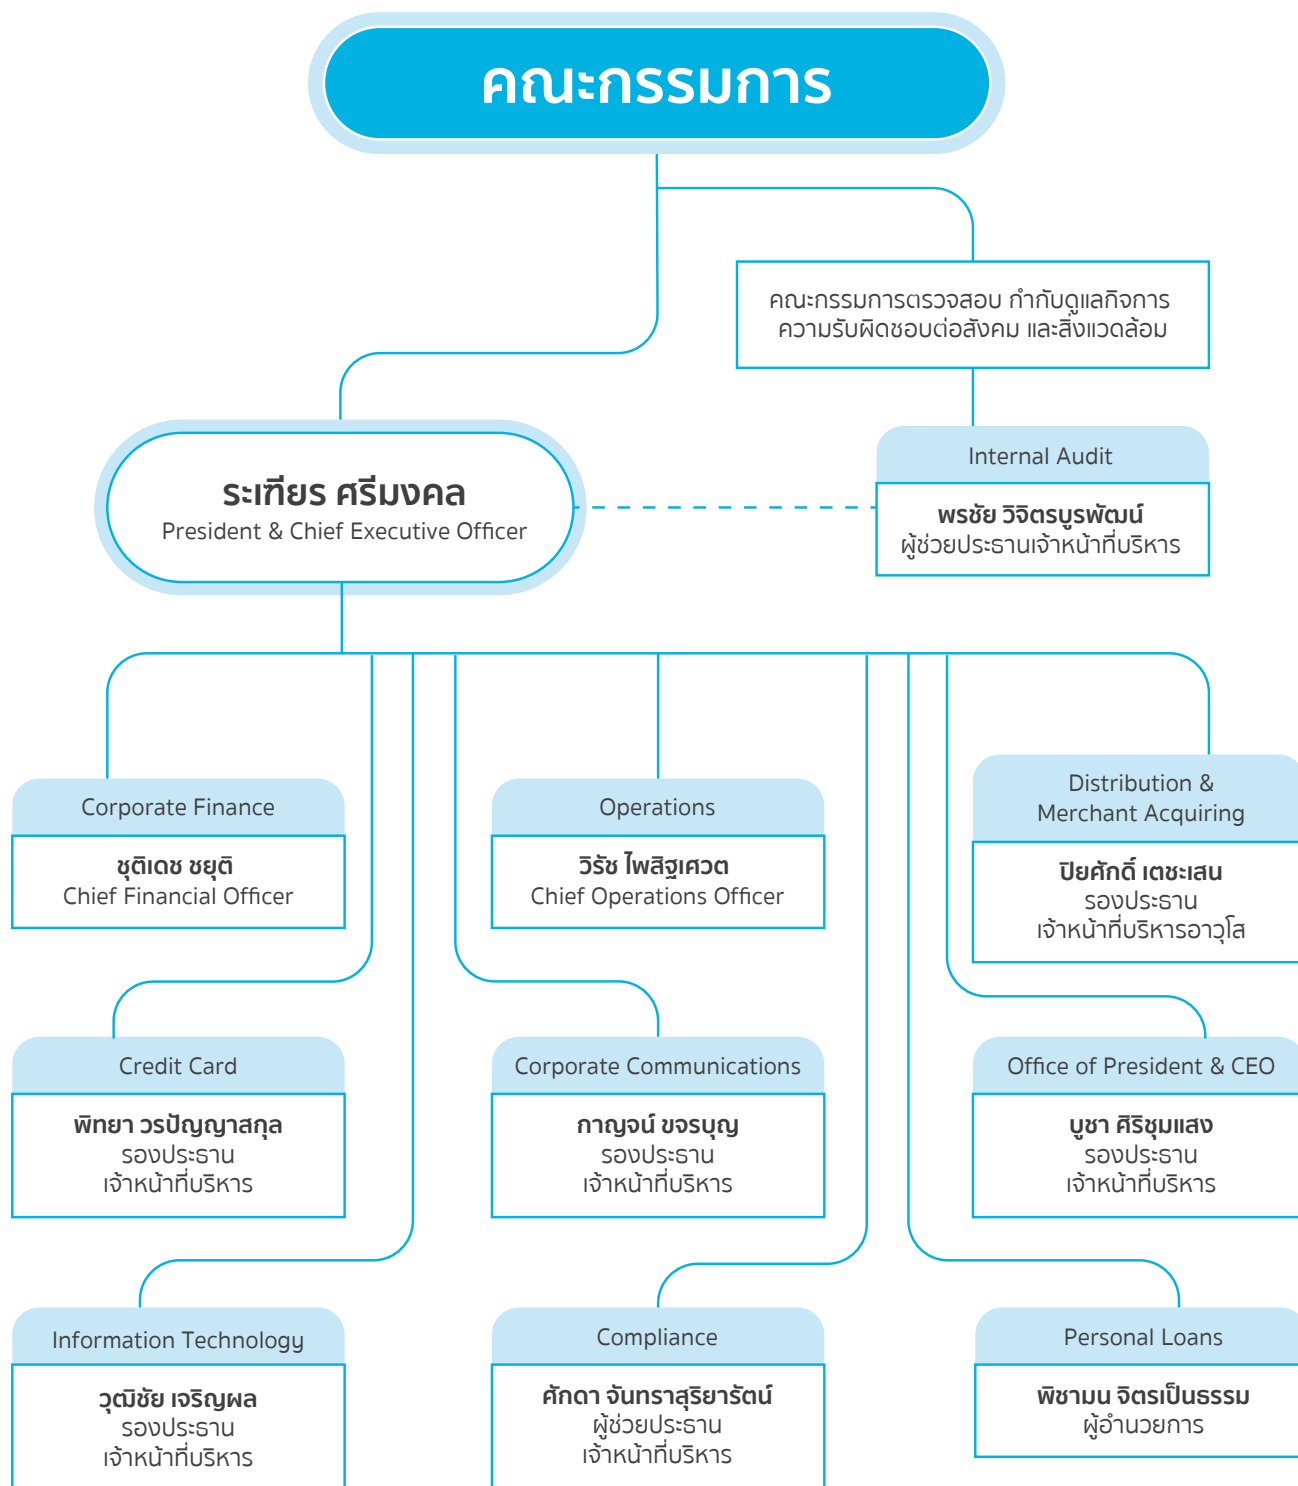 คณะกรรมการ
คณะกรรมการตรวจสอบ กำกับดูแลกิจการ
ความรับผิดชอบต่อสังคม และสิ่งแวดล้อม
ระเฑียร ศรีมงคล
President & Chief Executive Officer
Internal Audit
พรชัย วิจิตรบูรพัฒน์
ผู้ช่วยประธานเจ้าหน้าที่บริหาร
Corporate Finance
ชุติเดช ชยุติ
Chief Financial Officer
Operations
วิรัช ไพสิฐเศวต
Chief Operations Officer
Distribution &
Merchant Acquiring
ปิยศักดิ์ เตชะเสน
รองประธาน
เจ้าหน้าที่บริหารอาวุโส
Credit Card
พิทยา วรปัญญาสกุล
รองประธาน
เจ้าหน้าที่บริหาร
Corporate Communications
กาญจน์ ขจรบุญ
รองประธาน
เจ้าหน้าที่บริหาร
Office of President & CEO
บูชา ศิริชุมแสง
รองประธาน
เจ้าหน้าที่บริหาร
Information Technology
วุฒิชัย เจริญผล
รองประธาน
เจ้าหน้าที่บริหาร
Compliance
ศักดา จันทราสุริยารัตน์
ผู้ช่วยประธาน
เจ้าหน้าที่บริหาร
Personal Loans
พิชามน จิตรเป็นธรรม
ผู้อำนวยการ